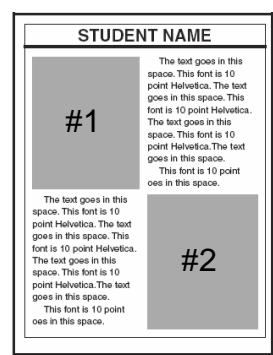 STUDENT NAME
#1
The text goes in this
space. This font is 10
point Helvetica. The text
goes in this space. This
font is 10 point Helvetica.
The text goes in this
space. This font is 10
point Helvetica.The text
goes in this space.
This font is 10 point
oes in this space.
The text goes in this
space. This font is 10
point Helvetica. The text
goes in this space. This
font is 10 point Helvetica.
The text goes in this
space. This font is 10
point Helvetica.The text
goes in this space.
This font is 10 point
oes in this space.
#2